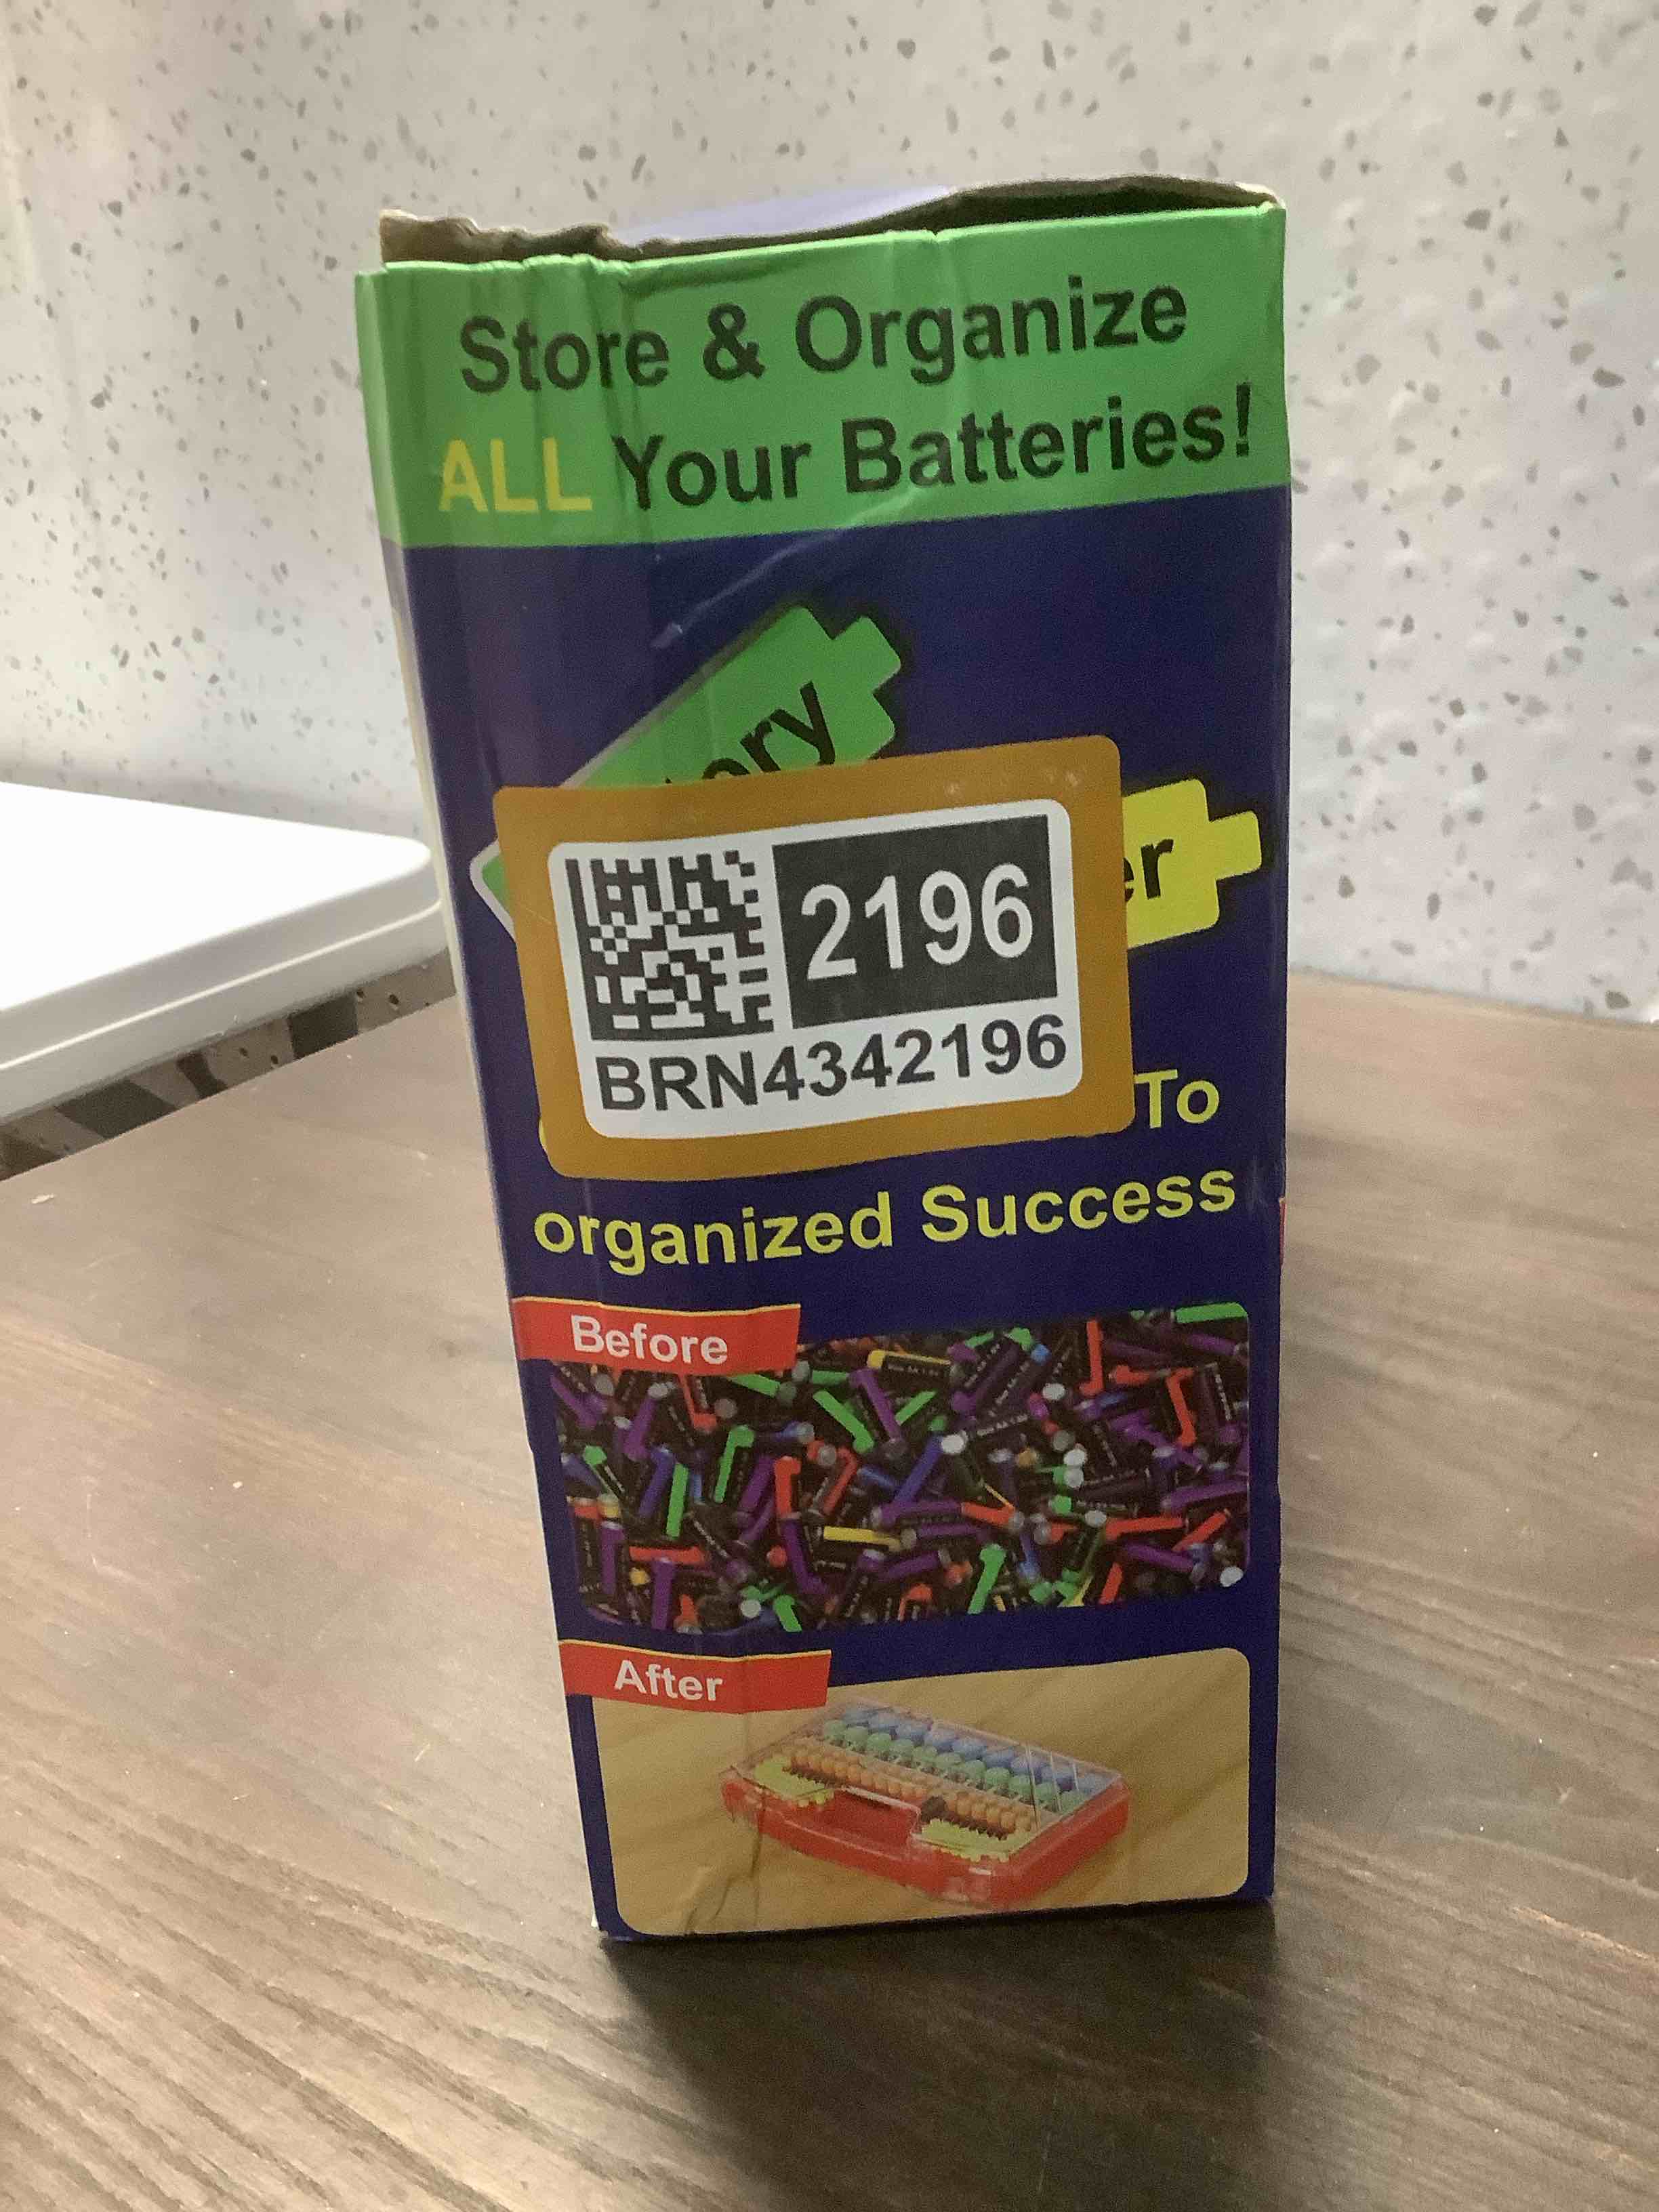 Store & Organize
ALL Your Batteries!
2196
BRN4342196
To
organized Success
Before
After